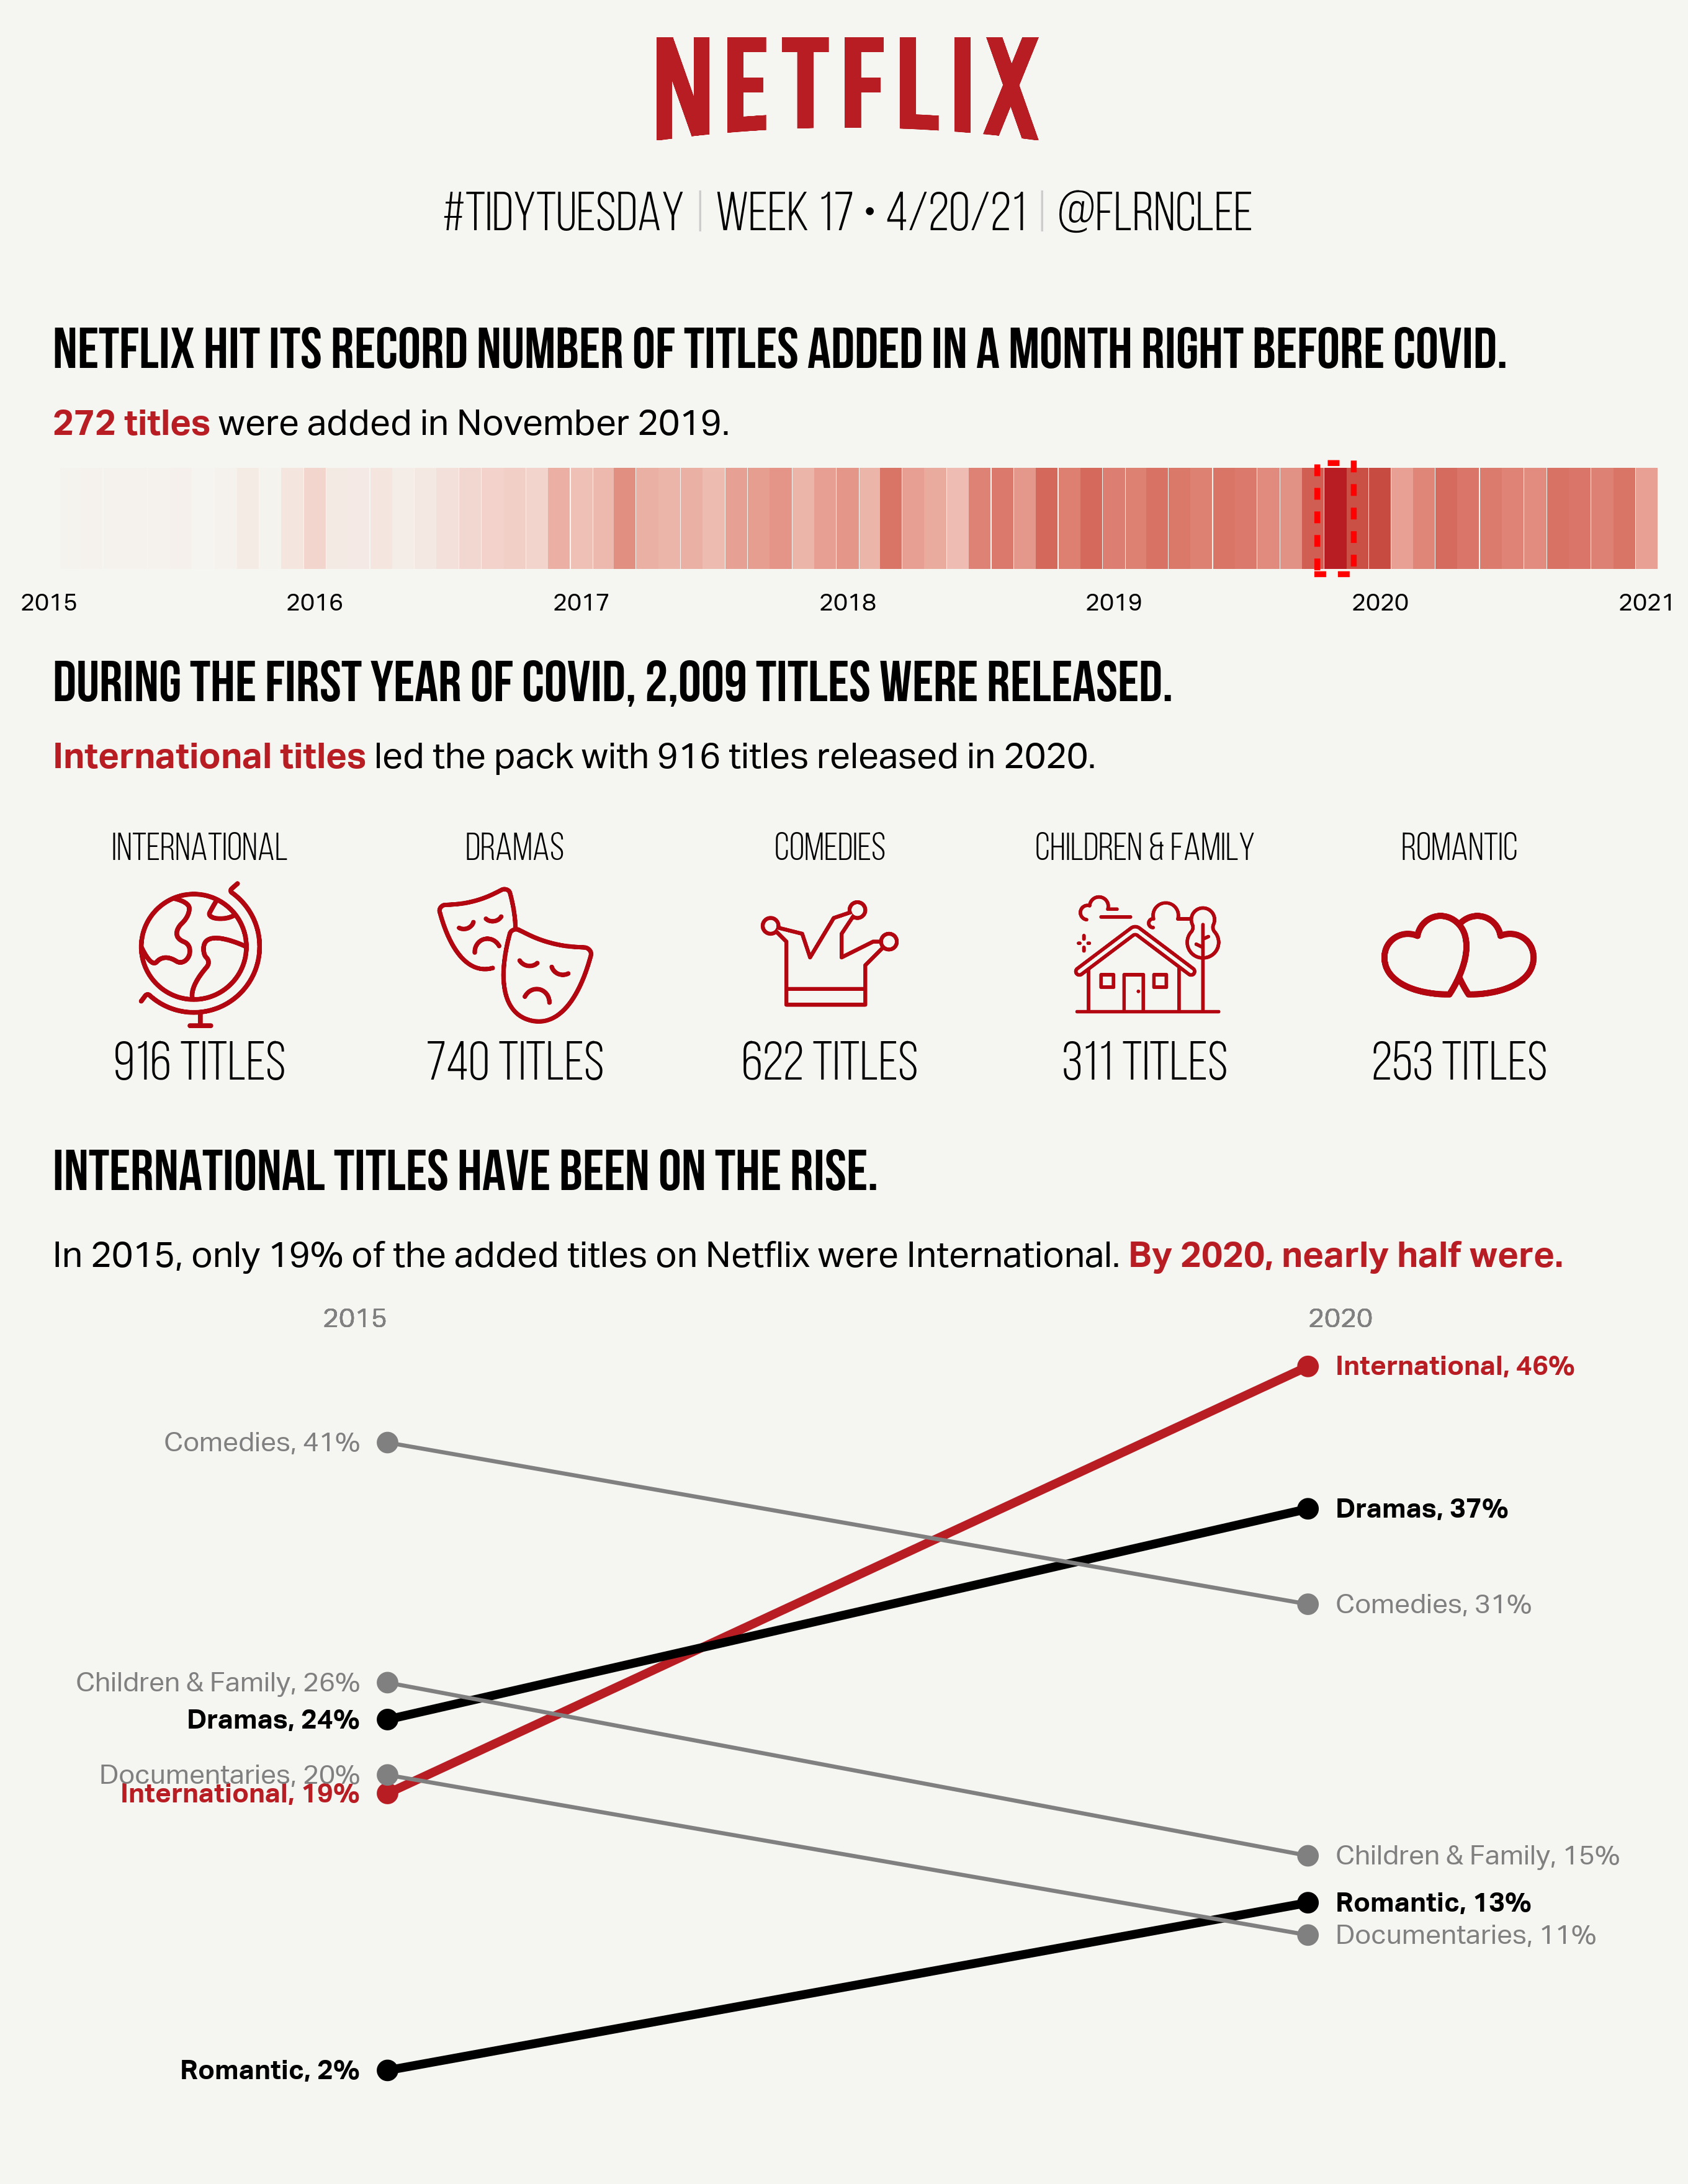 NETFLIX
#TIDYTUESDAY | WEEK 17 • 4/20/21 | @FLRNCLEE
NETFLIX HIT ITS RECORD NUMBER OF TITLES ADDED IN A MONTH RIGHT BEFORE COVID.
272 titles were added in November 2019.
2015 2016 2017 2018 2019 2020 2021
DURING THE FIRST YEAR OF COVID, 2,009 TITLES WERE RELEASED.
International titles led the pack with 916 titles released in 2020.
INTERNATIONAL DRAMAS COMEDIES CHILDREN & FAMILY ROMANTIC
916 TITLES 740 TITLES 622 TITLES 311 TITLES 253 TITLES
INTERNATIONAL TITLES HAVE BEEN ON THE RISE.
In 2015, only 19% of the added titles on Netflix were International. By 2020, nearly half were.
2015 2020
International, 46%
Comedies, 41%
Dramas, 37%
Comedies, 31%
Children & Family, 26%
Dramas, 24%
Documentaries, 20%
International, 19%
Children & Family, 15%
Romantic, 13%
Documentaries, 11%
Romantic, 2%